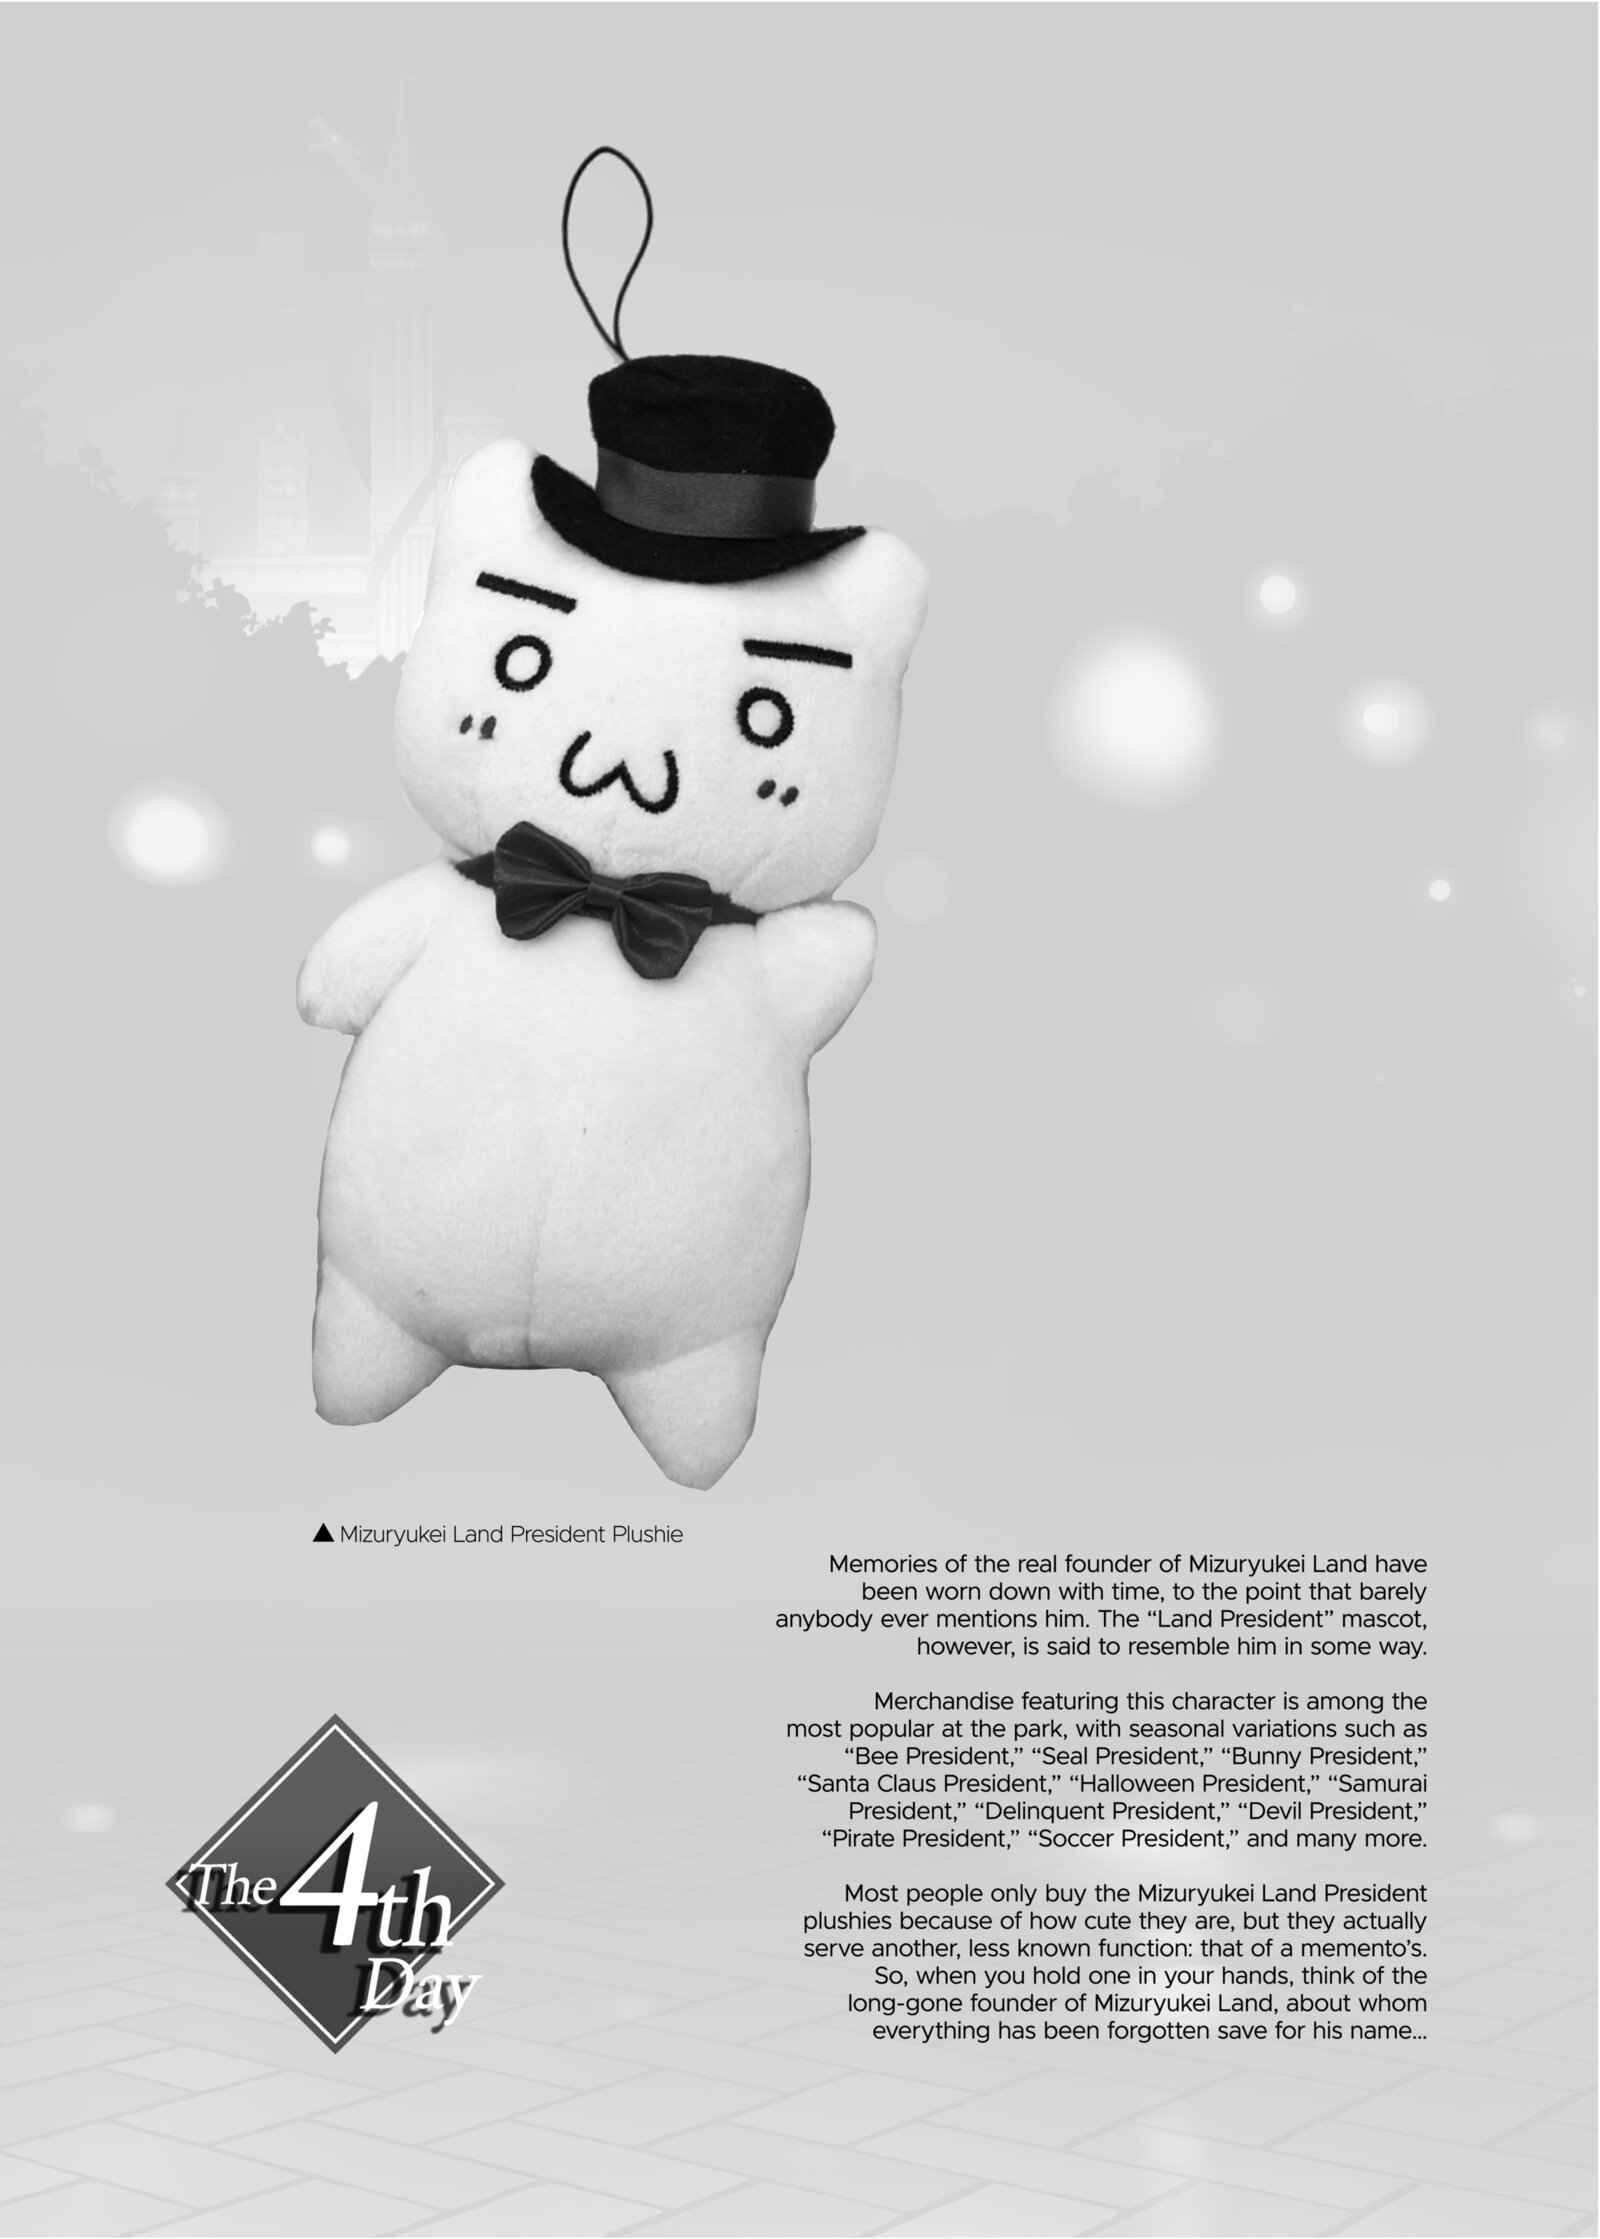 ▲ Mizuryukei Land President Plushie
Memories of the real founder of Mizuryukei Land have
been worn down with time, to the point that barely
anybody ever mentions him. The “Land President” mascot,
however, is said to resemble him in some way.
Merchandise featuring this character is among the
most popular at the park, with seasonal variations such as
“Bee President,” “Seal President,” “Bunny President,”
“Santa Claus President,” “Halloween President,” “Samurai
President,” “Delinquent President,” “Devil President,”
“Pirate President,” “Soccer President,” and many more.
Most people only buy the Mizuryukei Land President
plushies because of how cute they are, but they actually
serve another, less known function: that of a memento’s.
So, when you hold one in your hands, think of the
long-gone founder of Mizuryukei Land, about whom
everything has been forgotten save for his name...
The 4th
Day